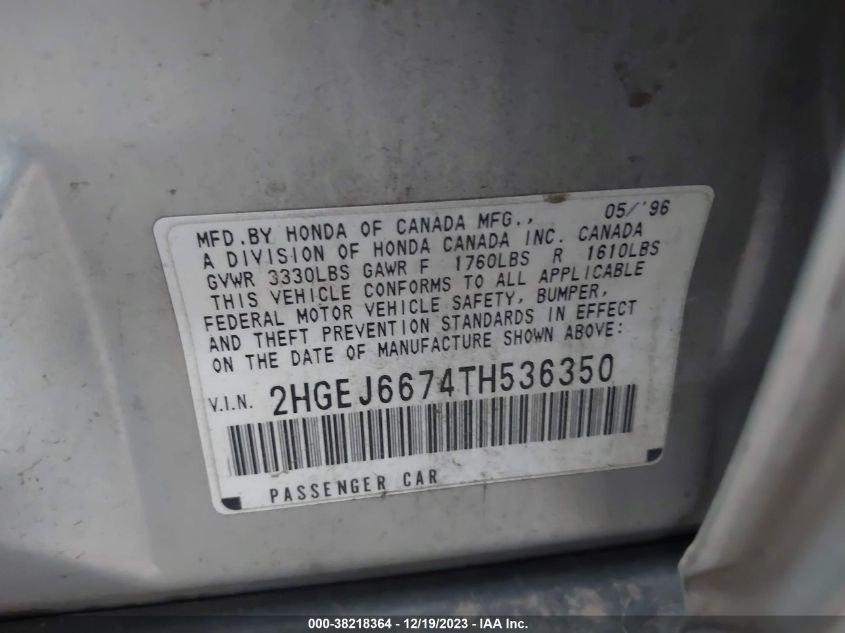 MFD.BY HONDA OF CANADA MFG., 05/'96
A DIVISION OF HONDA CANADA INC. CANADA
GVWR 3330LBS GAWR F 1760LBS R 1610LBS
THIS VEHICLE CONFORMS TO ALL APPLICABLE
FEDERAL MOTOR VEHICLE SAFETY, BUMPER,
AND THEFT PREVENTION STANDARDS IN EFFECT
ON THE DATE OF MANUFACTURE SHOWN ABOVE:
V.I.N. 2HGEJ6674TH536350
PASSENGER CAR
000-38218364 - 12/19/2023 - IAA Inc.